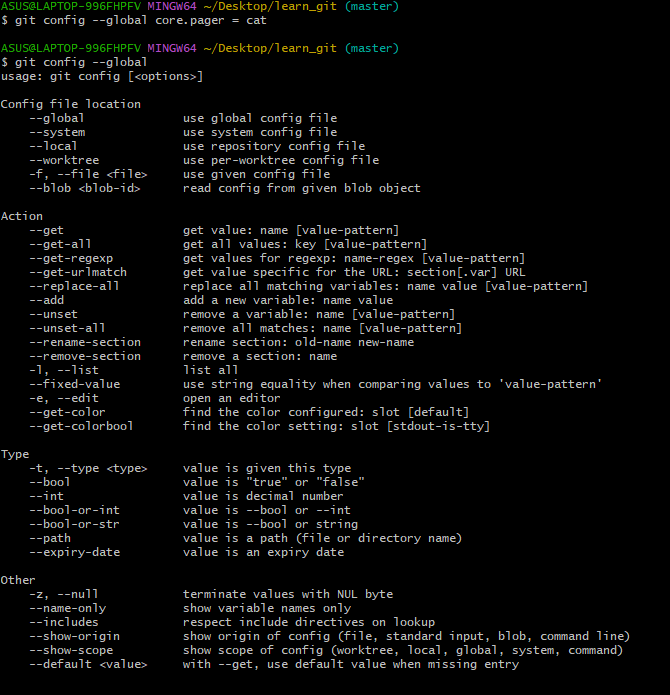 ASUS@LAPTOP-996FHPFV MINGW64 ~/Desktop/learn_git (master)
$ git config --global core.pager = cat

ASUS@LAPTOP-996FHPFV MINGW64 ~/Desktop/learn_git (master)
$ git config --global
usage: git config [<options>]

Config file location
    --global              use global config file
    --system              use system config file
    --local               use repository config file
    --worktree            use per-worktree config file
    -f, --file <file>     use given config file
    --blob <blob-id>      read config from given blob object

Action
    --get                 get value: name [value-pattern]
    --get-all             get all values: key [value-pattern]
    --get-regexp          get values for regexp: name-regex [value-pattern]
    --get-urlmatch        get value specific for the URL: section[.var] URL
    --replace-all         replace all matching variables: name value [value-pattern]
    --add                 add a new variable: name value
    --unset               remove a variable: name [value-pattern]
    --unset-all           remove all matches: name [value-pattern]
    --rename-section      rename section: old-name new-name
    --remove-section      remove a section: name
    -l, --list            list all
    --fixed-value         use string equality when comparing values to 'value-pattern'
    -e, --edit            open an editor
    --get-color           find the color configured: slot [default]
    --get-colorbool       find the color setting: slot [stdout-is-tty]

Type
    -t, --type <type>     value is given this type
    --bool                value is "true" or "false"
    --int                 value is decimal number
    --bool-or-int         value is --bool or --int
    --bool-or-str         value is --bool or string
    --path                value is a path (file or directory name)
    --expiry-date         value is an expiry date

Other
    -z, --null            terminate values with NUL byte
    --name-only           show variable names only
    --includes            respect include directives on lookup
    --show-origin         show origin of config (file, standard input, blob, command line)
    --show-scope          show scope of config (worktree, local, global, system, command)
    --default <value>     with --get, use default value when missing entry